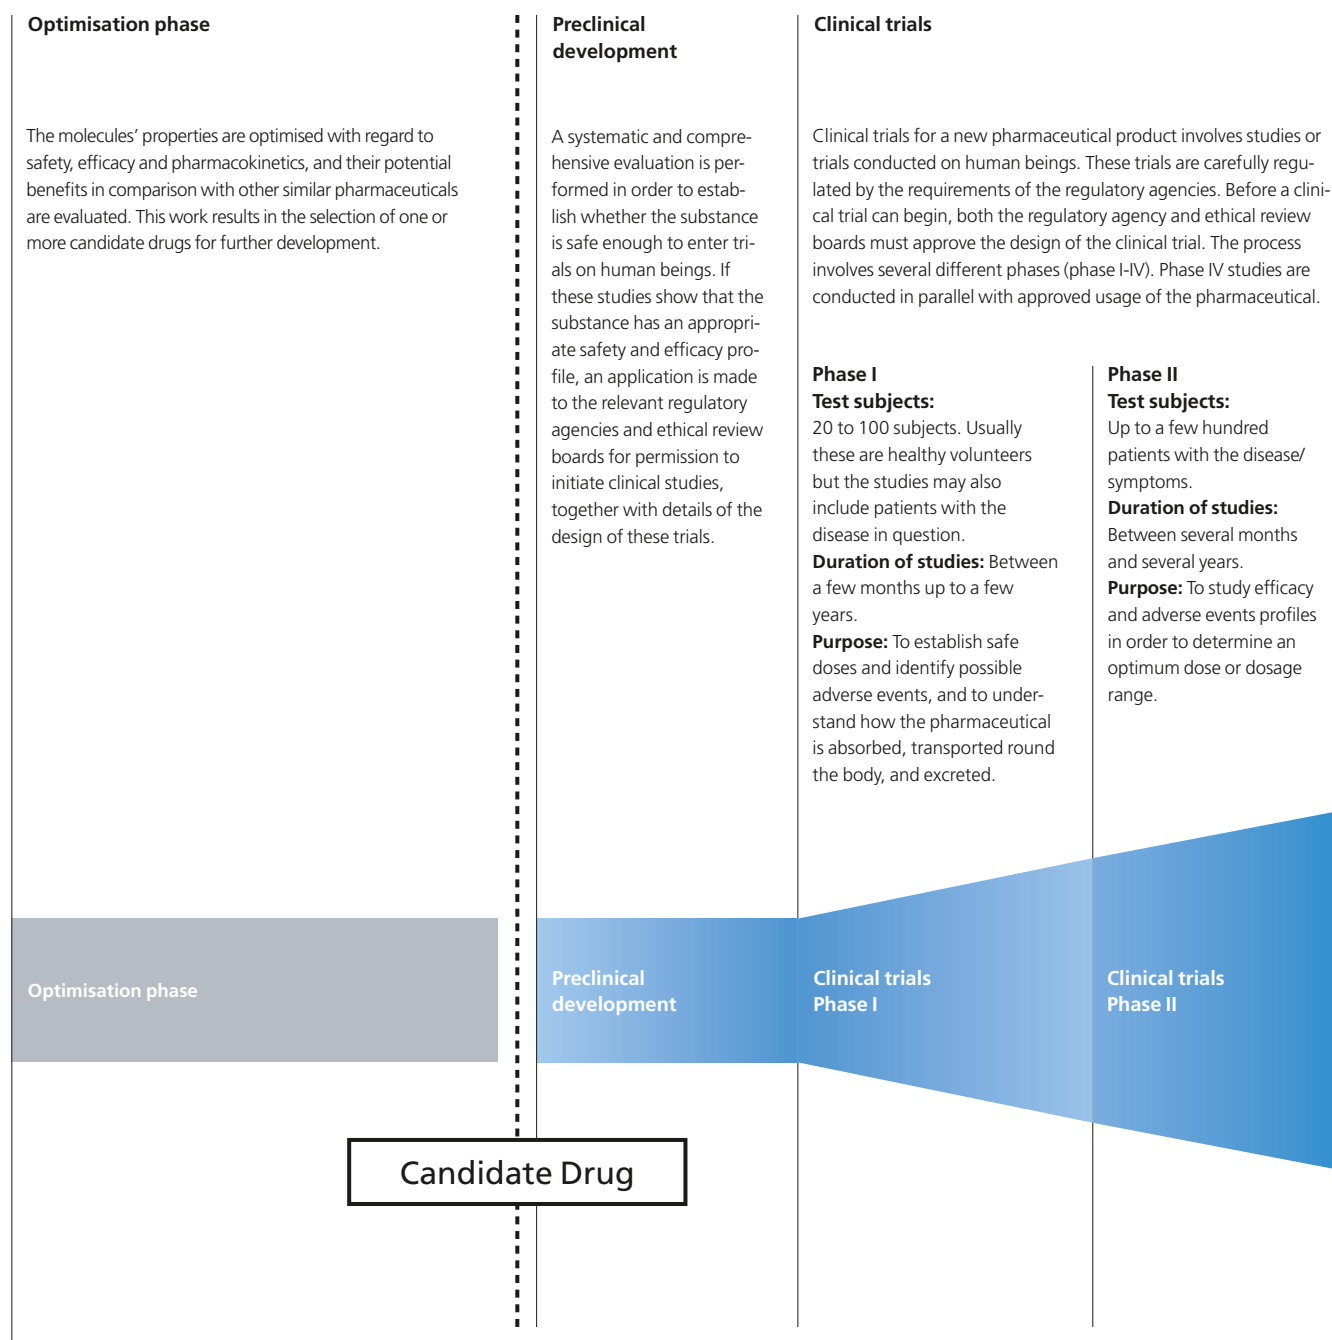 Optimisation phase
The molecules’ properties are optimised with regard to
safety, efficacy and pharmacokinetics, and their potential
benefits in comparison with other similar pharmaceuticals
are evaluated. This work results in the selection of one or
more candidate drugs for further development.
Preclinical
development
A systematic and compre-
hensive evaluation is per-
formed in order to estab-
lish whether the substance
is safe enough to enter tri-
als on human beings. If
these studies show that the
substance has an appropri-
ate safety and efficacy pro-
file, an application is made
to the relevant regulatory
agencies and ethical review
boards for permission to
initiate clinical studies,
together with details of the
design of these trials.
Clinical trials
Clinical trials for a new pharmaceutical product involves studies or
trials conducted on human beings. These trials are carefully regu-
lated by the requirements of the regulatory agencies. Before a clini-
cal trial can begin, both the regulatory agency and ethical review
boards must approve the design of the clinical trial. The process
involves several different phases (phase I-IV). Phase IV studies are
conducted in parallel with approved usage of the pharmaceutical.
Phase I
Test subjects:
20 to 100 subjects. Usually
these are healthy volunteers
but the studies may also
include patients with the
disease in question.
Duration of studies: Between
a few months up to a few
years.
Purpose: To establish safe
doses and identify possible
adverse events, and to under-
stand how the pharmaceutical
is absorbed, transported round
the body, and excreted.
Phase II
Test subjects:
Up to a few hundred
patients with the disease/
symptoms.
Duration of studies:
Between several months
and several years.
Purpose: To study efficacy
and adverse events profiles
in order to determine an
optimum dose or dosage
range.
Optimisation phase
Preclinical
development
Clinical trials
Phase I
Clinical trials
Phase II
Candidate Drug